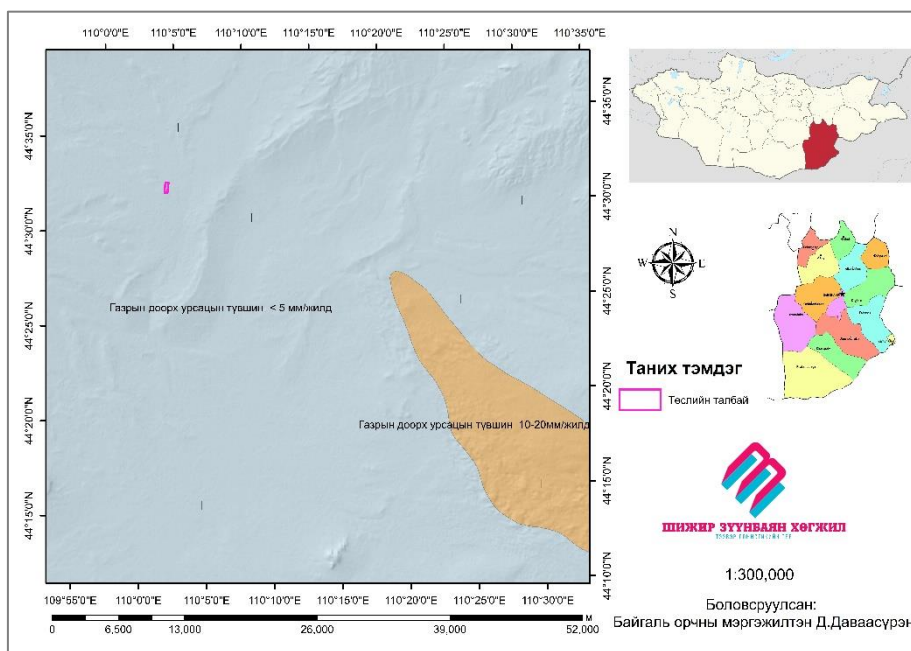 110°0'0"E 110°5'0"E 110°10'0"E 110°15'0"E 110°20'0"E 110°25'0"E 110°30'0"E 110°35'0"E
44°35'0"N
44°30'0"N
44°25'0"N
44°20'0"N
44°15'0"N
44°35'0"N
44°30'0"N
44°25'0"N
44°20'0"N
44°15'0"N
44°10'0"N
Газрын доорх урсацын түвшин < 5 мм/жилд
Газрын доорх урсацын түвшин 10-20мм/жилд
109°55'0"E 110°0'0"E 110°5'0"E 110°10'0"E 110°15'0"E 110°20'0"E 110°25'0"E 110°30'0"E
М
0 6,500 13,000 26,000 39,000 52,000
N
W
S
Таних тэмдэг
Төслийн талбай
ШИЖИР ЗҮҮНБАЯН ХӨГЖИЛ
1:300,000
Боловсруулсан:
Байгаль орчны мэргэжилтэн Д.Даваасүрэн